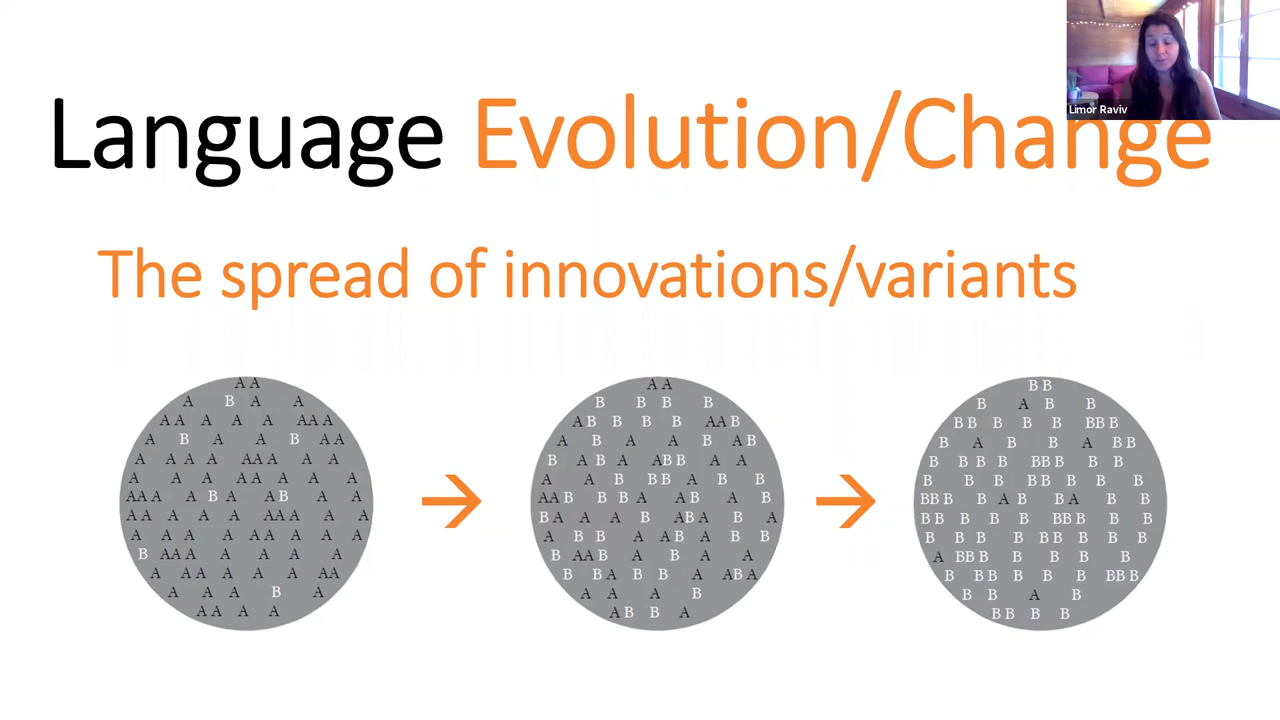 Limor Raviv
Language Evolution/Change
The spread of innovations/variants
A A
A B A A
A A A A A A A A
A B A A B A A
A A A A A A A A A
A A A A A A A A
A A A A B A A B A A
A A A A A A A A A A
A A A A A A A A A
B A A A A A A A
A A A A A A A A
A A A B A
A A A A A
→
A A
B B B B
A B B B B A A B
A B A A B A B
B A B A A B B A A
A A B B B A B B
A A B B B A A B A B
B A A A B A B A B A
A B B A A B A B B
B A A B A B A A
B B A B B A A B A
A A A B
A B B A
→
B B
B A B B
B B B B B B B B
B A B B A B B
B B B B B B B B B
B B B B B B B B
B B B B A B B A B B
B B B B B B B B B B
B B B B B B B B B
A B B B B B B B
B B B B B B B B B
B B A B
B B B B